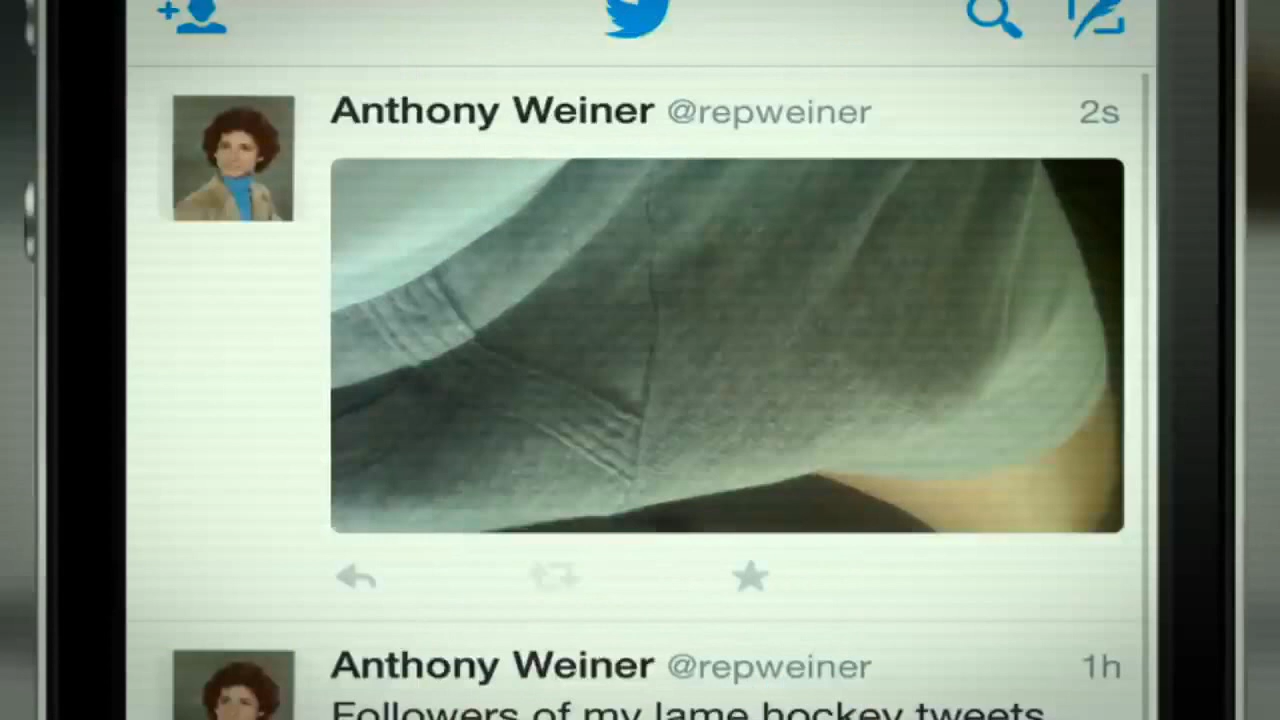 Anthony Weiner @repweiner 2s
Anthony Weiner @repweiner 1h
Followers of my lame hockey tweets